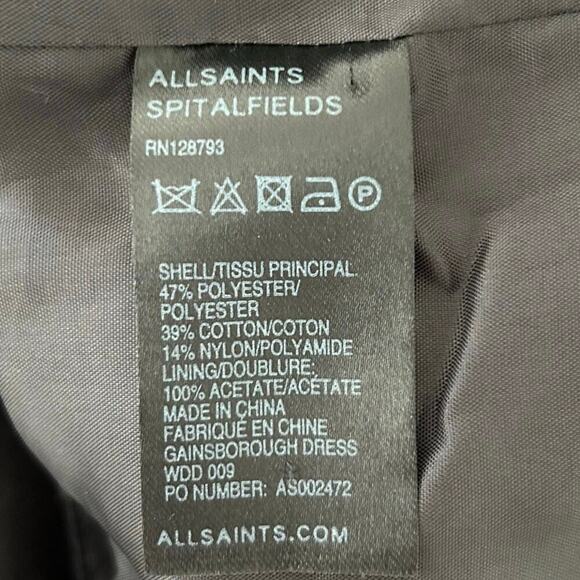 ALLSAINTS
SPITALFIELDS
RN128793
P
SHELL/TISSU PRINCIPAL:
47% POLYESTER/
POLYESTER
39% COTTON/COTON
14% NYLON/POLYAMIDE
LINING/DOUBLURE:
100% ACETATE/ACÉTATE
MADE IN CHINA
FABRIQUÉ EN CHINE
GAINSBOROUGH DRESS
WDD 009
PO NUMBER: AS002472
ALLSAINTS.COM